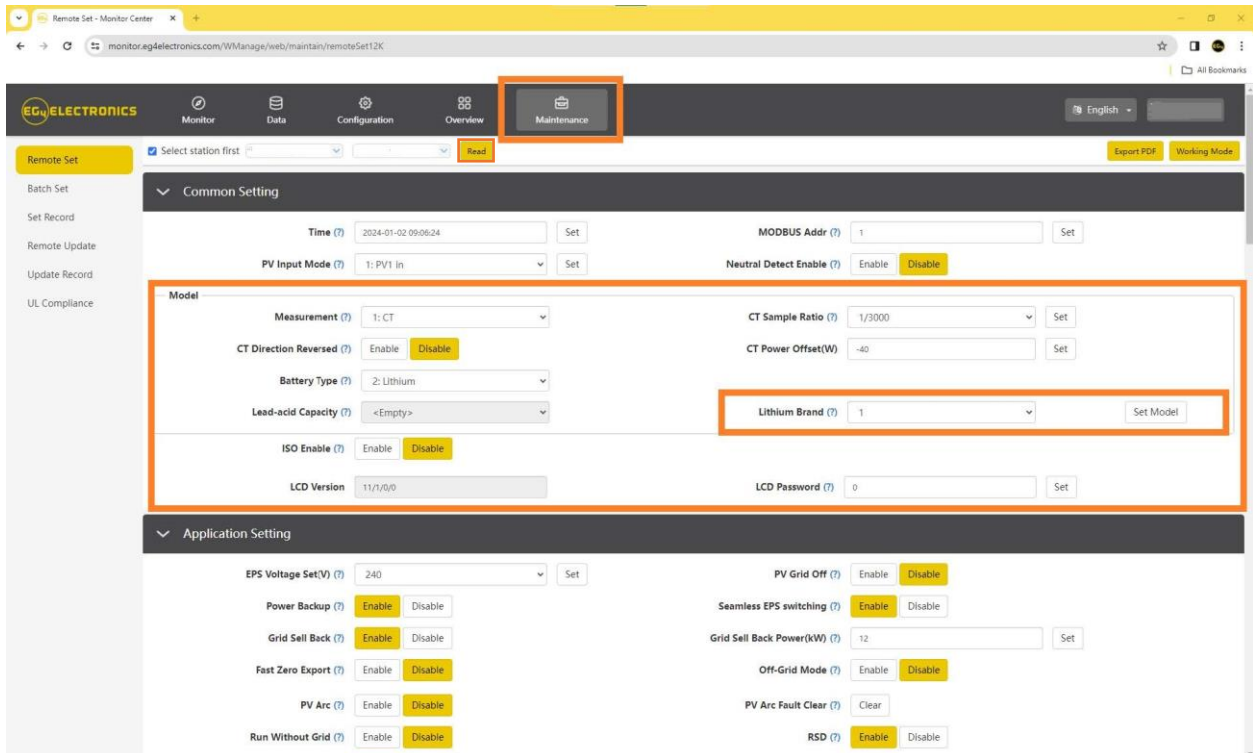 Remote Set - Monitor Center
monitor.eg4electronics.com/WManage/web/maintain/remoteSet12K
All Bookmarks
EG4 ELECTRONICS
Monitor
Data
Configuration
Overview
Maintenance
English
Remote Set
Batch Set
Set Record
Remote Update
Update Record
UL Compliance
Select station first
Read
Export PDF
Working Mode
Common Setting
Time (?) 2024-01-02 09:06:24 Set
MODBUS Addr (?) 1 Set
PV Input Mode (?) 1: PV1 in Set
Neutral Detect Enable (?) Enable Disable
Model
Measurement (?) 1: CT
CT Sample Ratio (?) 1/3000 Set
CT Direction Reversed (?) Enable Disable
CT Power Offset(W) -40 Set
Battery Type (?) 2: Lithium
Lead-acid Capacity (?) <Empty>
Lithium Brand (?) 1 Set Model
ISO Enable (?) Enable Disable
LCD Version 11/1/0/0
LCD Password (?) 0 Set
Application Setting
EPS Voltage Set(V) (?) 240 Set
PV Grid Off (?) Enable Disable
Power Backup (?) Enable Disable
Seamless EPS switching (?) Enable Disable
Grid Sell Back (?) Enable Disable
Grid Sell Back Power(kW) (?) 12 Set
Fast Zero Export (?) Enable Disable
Off-Grid Mode (?) Enable Disable
PV Arc (?) Enable Disable
PV Arc Fault Clear (?) Clear
Run Without Grid (?) Enable Disable
RSD (?) Enable Disable